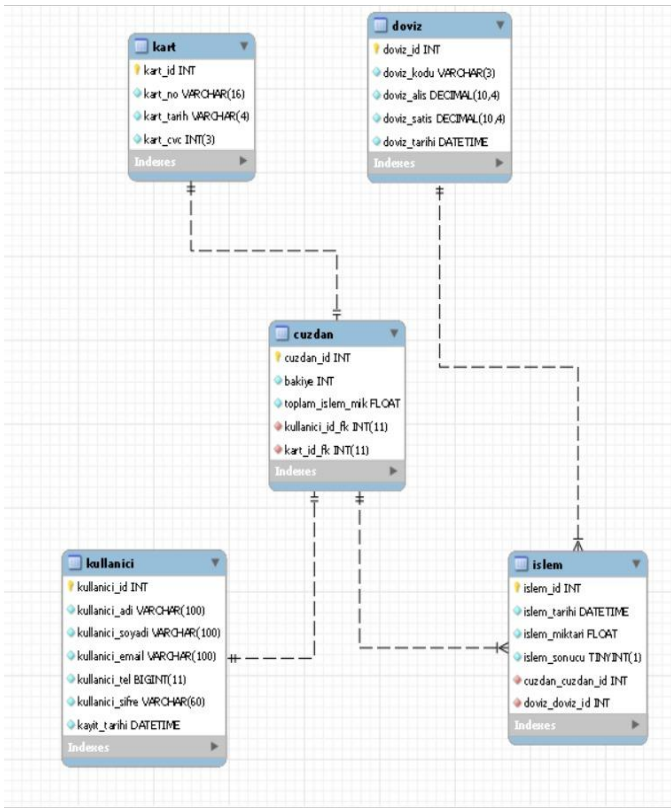 kart
kart_id INT
kart_no VARCHAR(16)
kart_tarih VARCHAR(4)
kart_cvc INT(3)
Indexes
doviz
doviz_id INT
doviz_kodu VARCHAR(3)
doviz_alis DECIMAL(10,4)
doviz_satis DECIMAL(10,4)
doviz_tarihi DATETIME
Indexes
cuzdan
cuzdan_id INT
bakiye INT
toplam_islem_mik FLOAT
kullanici_id_fk INT(11)
kart_id_fk INT(11)
Indexes
kullanici
kullanici_id INT
kullanici_adi VARCHAR(100)
kullanici_soyadi VARCHAR(100)
kullanici_email VARCHAR(100)
kullanici_tel BIGINT(11)
kullanici_sifre VARCHAR(60)
kayit_tarihi DATETIME
Indexes
islem
islem_id INT
islem_tarihi DATETIME
islem_miktari FLOAT
islem_sonucu TINYINT(1)
cuzdan_cuzdan_id INT
doviz_doviz_id INT
Indexes